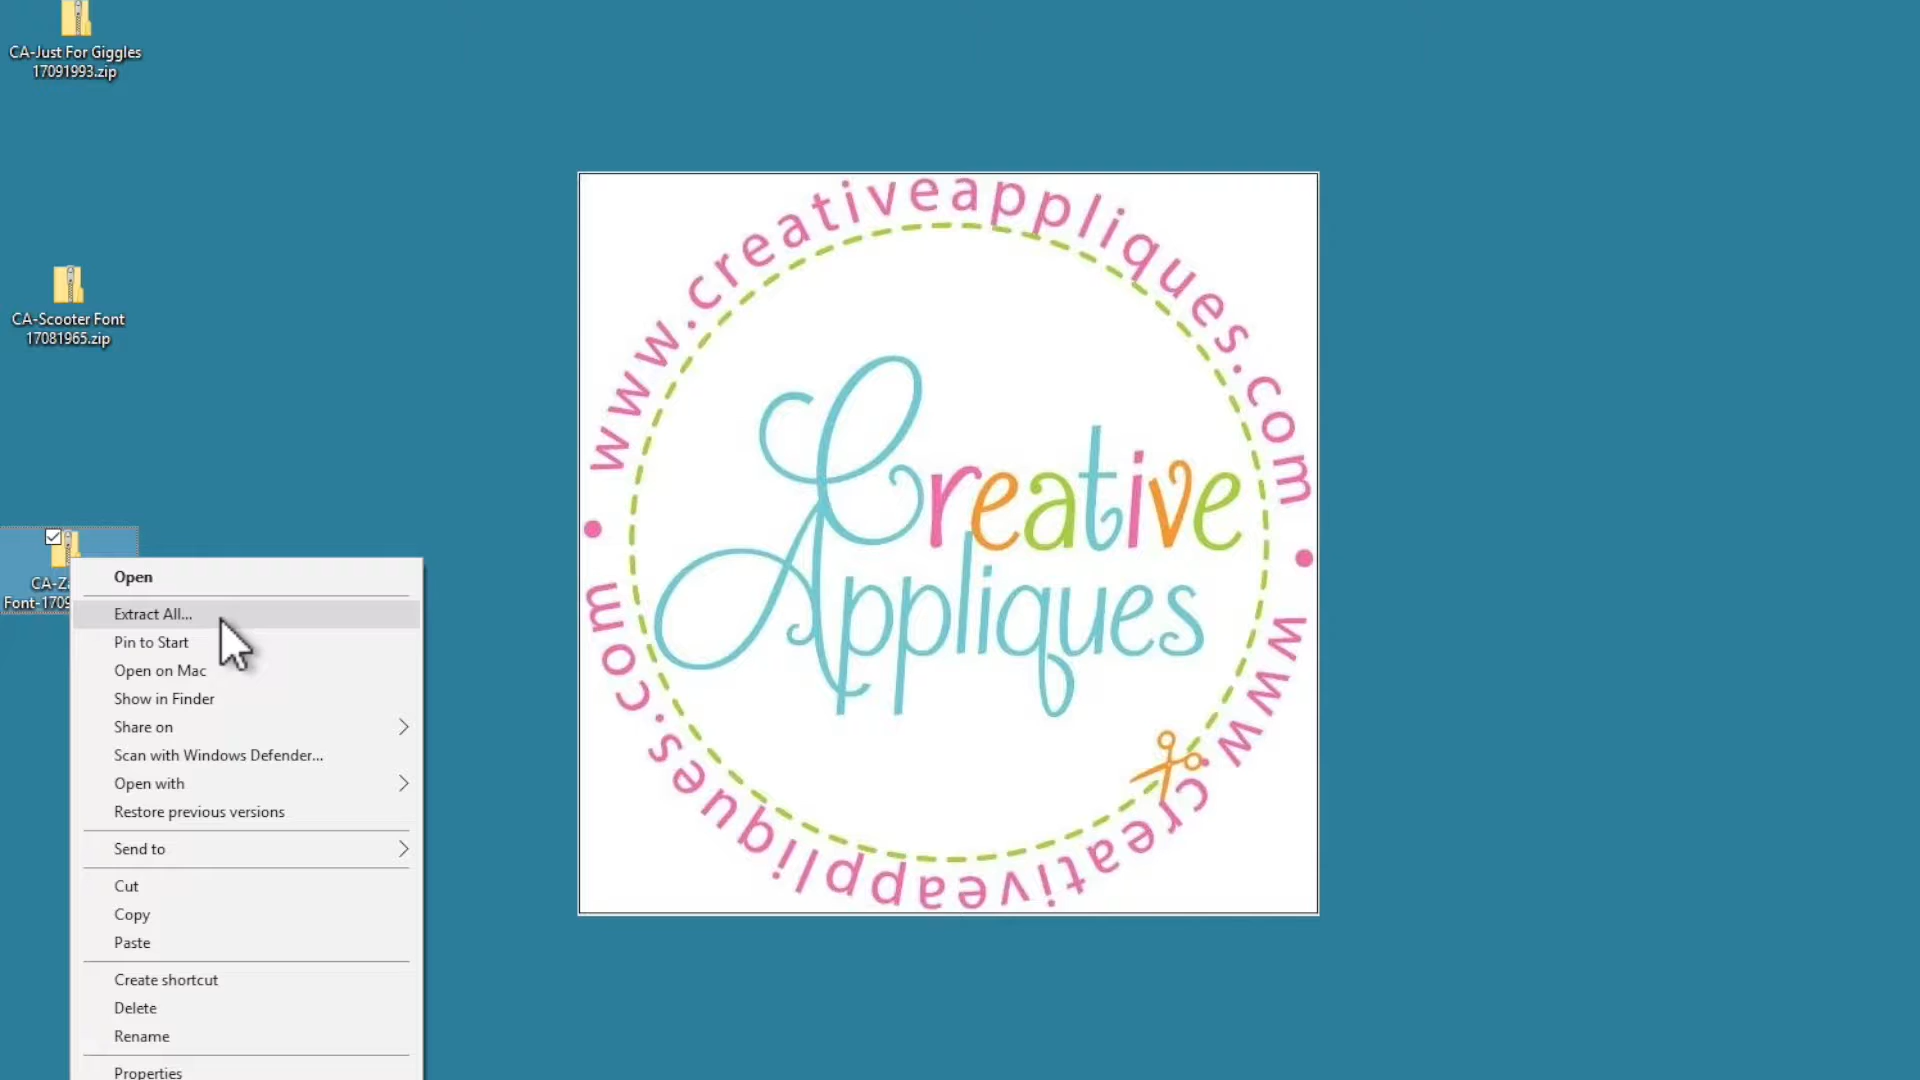 CA-Just For Giggles
17091993.zip
CA-Scooter Font
17081965.zip
CA-Z
Font-1709
Open
Extract All...
Pin to Start
Open on Mac
Show in Finder
Share on
Scan with Windows Defender...
Open with
Restore previous versions
Send to
Cut
Copy
Paste
Create shortcut
Delete
Rename
Properties
www.creativeappliques.com
Creative
Appliques
www.creativeappliques.com